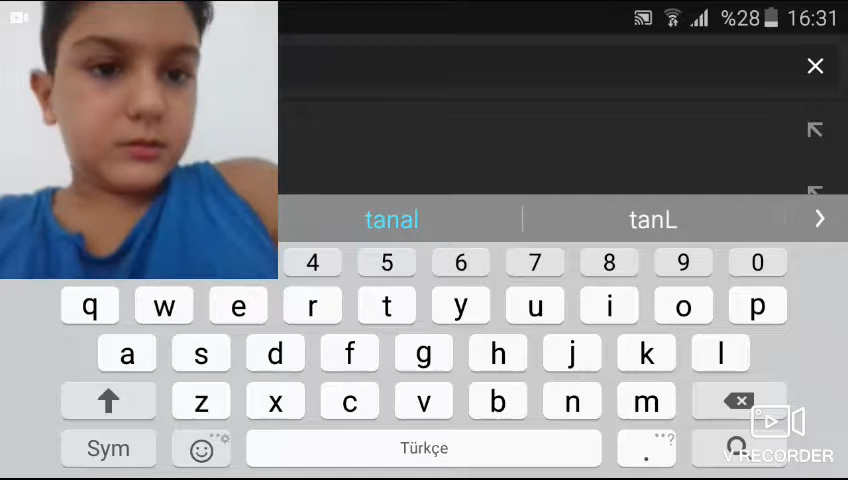 %28 16:31
tanal tanL
4 5 6 7 8 9 0
q w e r t y u i o p
a s d f g h j k l
z x c v b n m
Sym Türkçe . ?
V RECORDER